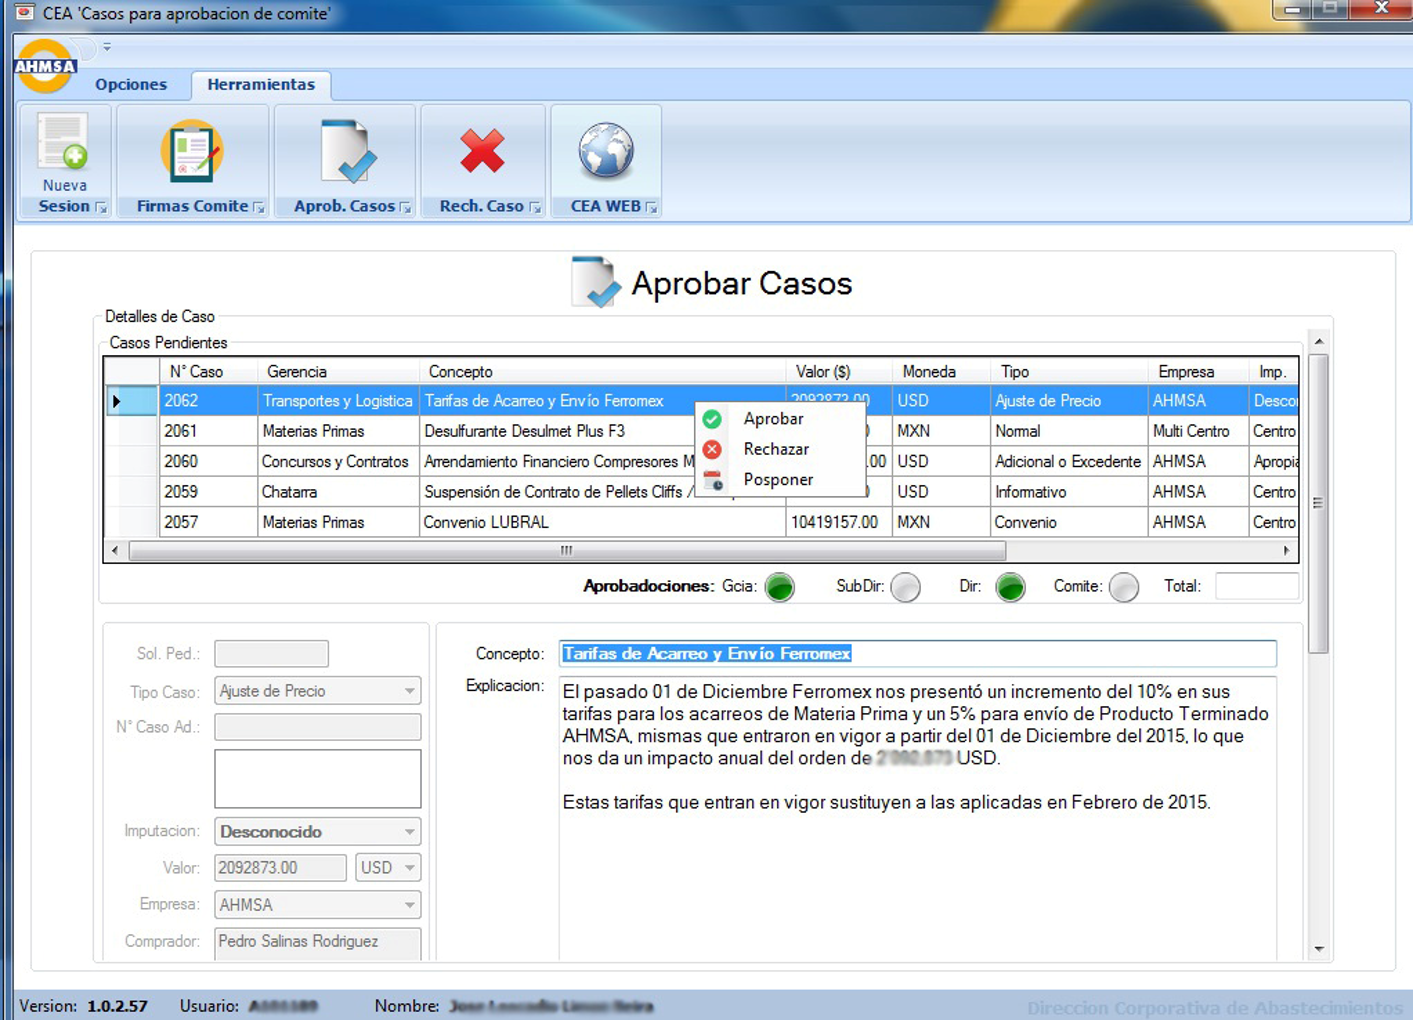 CEA 'Casos para aprobacion de comite'
AHMSA
Opciones Herramientas
Nueva
Sesion Firmas Comite Aprob. Casos Rech. Caso CEA WEB
Aprobar Casos
Detalles de Caso
Casos Pendientes
N° Caso Gerencia Concepto Valor ($) Moneda Tipo Empresa Imp.
2062 Transportes y Logistica Tarifas de Acarreo y Envío Ferromex 2092873.00 USD Ajuste de Precio AHMSA Descor
Aprobar
2061 Materias Primas Desulfurante Desulmet Plus F3 MXN Normal Multi Centro Centro
Rechazar
2060 Concursos y Contratos Arrendamiento Financiero Compresores M .00 USD Adicional o Excedente AHMSA Apropia
Posponer
2059 Chatarra Suspensión de Contrato de Pellets Cliffs / USD Informativo AHMSA Centro
2057 Materias Primas Convenio LUBRAL 10419157.00 MXN Convenio AHMSA Centro
Aprobadociones: Gcia: SubDir: Dir: Comite: Total:
Sol. Ped.:
Tipo Caso: Ajuste de Precio
N° Caso Ad.:
Imputacion: Desconocido
Valor: 2092873.00 USD
Empresa: AHMSA
Comprador: Pedro Salinas Rodriguez
Concepto: Tarifas de Acarreo y Envío Ferromex
Explicacion: El pasado 01 de Diciembre Ferromex nos presentó un incremento del 10% en sus
tarifas para los acarreos de Materia Prima y un 5% para envío de Producto Terminado
AHMSA, mismas que entraron en vigor a partir del 01 de Diciembre del 2015, lo que
nos da un impacto anual del orden de USD.
Estas tarifas que entran en vigor sustituyen a las aplicadas en Febrero de 2015.
Version: 1.0.2.57 Usuario: Nombre: Direccion Corporativa de Abastecimientos